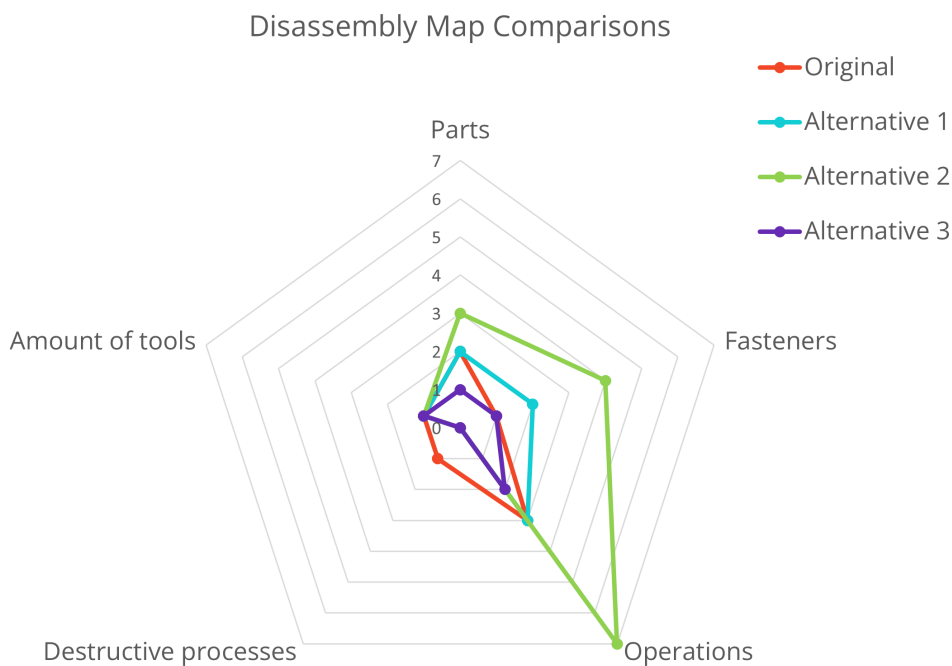 Disassembly Map Comparisons
Original
Alternative 1
Alternative 2
Alternative 3
Parts
7
6
5
4
3
2
1
0
Amount of tools
Fasteners
Destructive processes
Operations